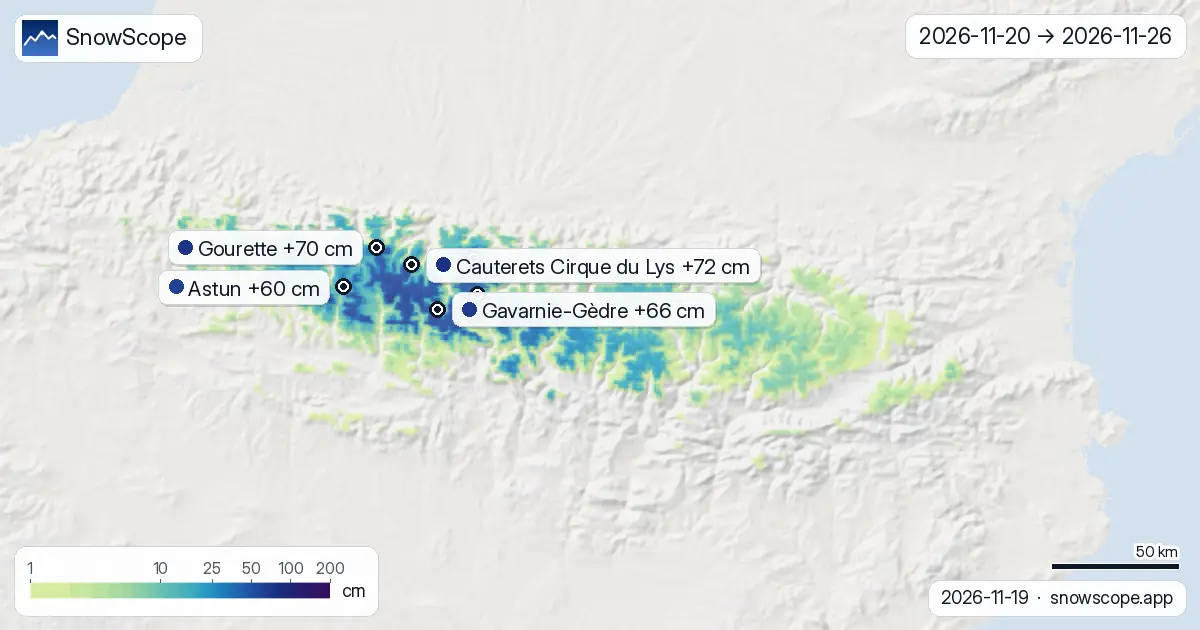 SnowScope
2026-11-20 → 2026-11-26
Gourette +70 cm
Cauterets Cirque du Lys +72 cm
Astun +60 cm
Gavarnie-Gèdre +66 cm
1 10 25 50 100 200
cm
50 km
2026-11-19 · snowscope.app